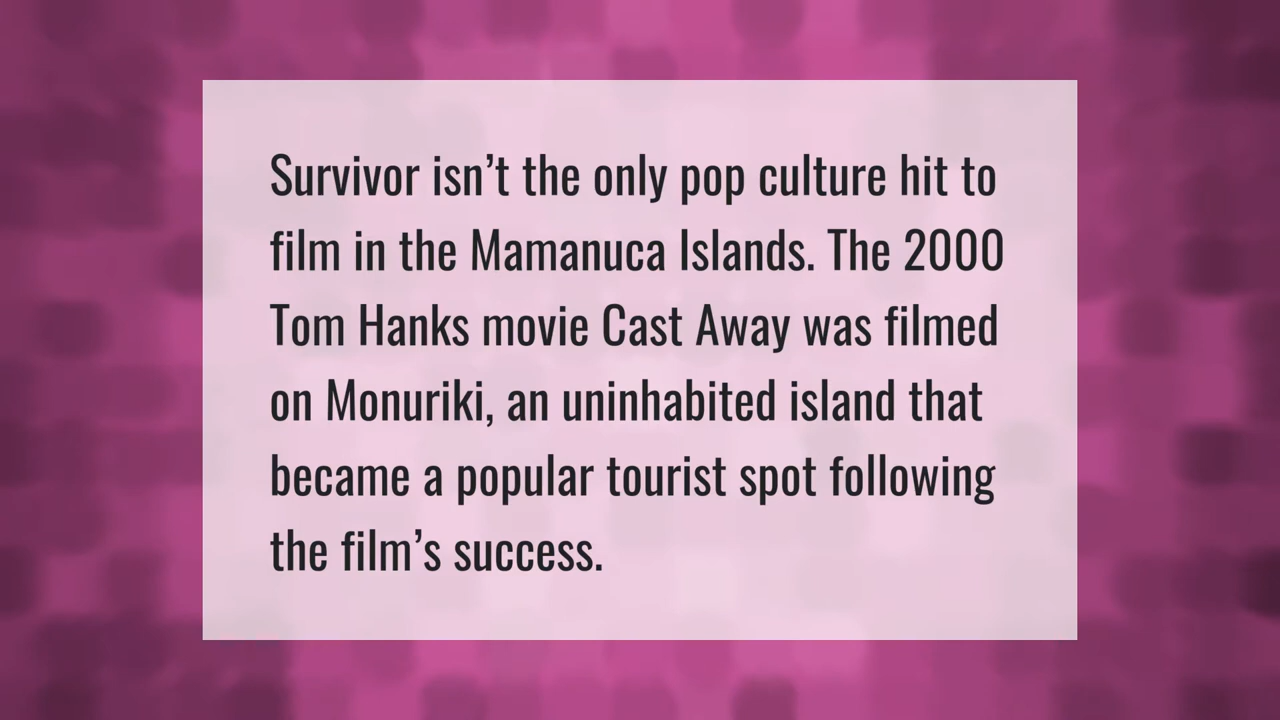 Survivor isn’t the only pop culture hit to
film in the Mamanuca Islands. The 2000
Tom Hanks movie Cast Away was filmed
on Monuriki, an uninhabited island that
became a popular tourist spot following
the film’s success.